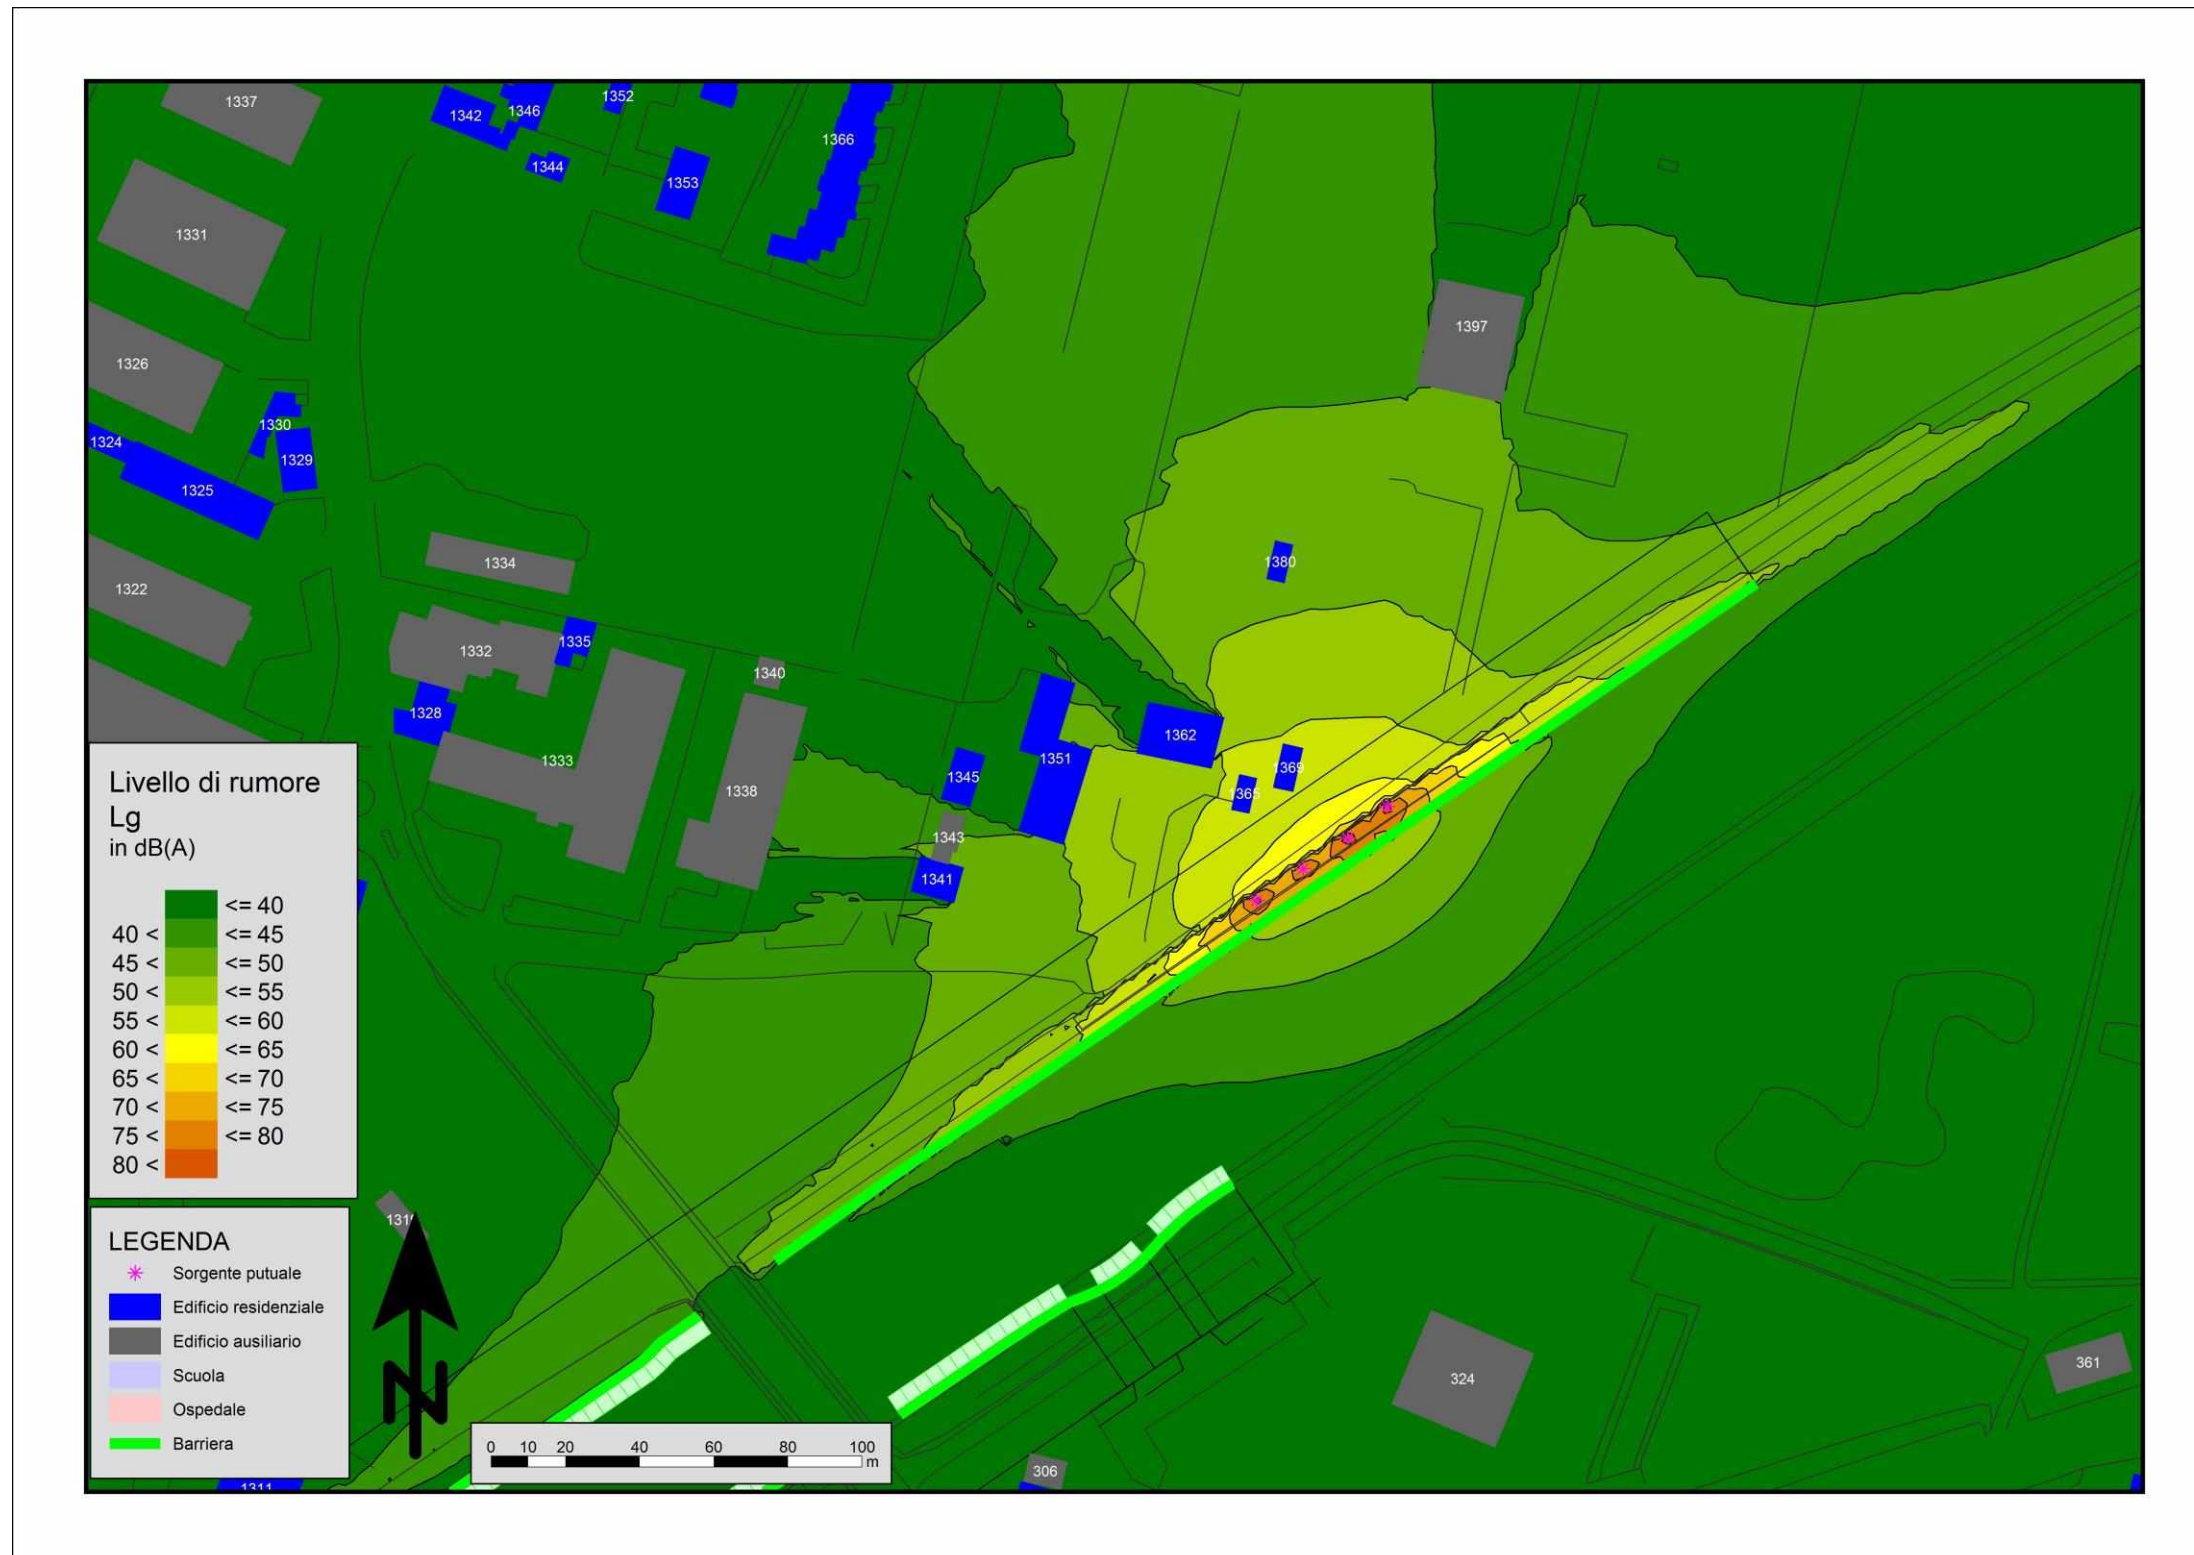 1337
1342
1346
1352
1366
1344
1353
1331
1397
1326
1330
1324
1329
1325
1334
1380
1322
1332
1335
1340
1328
1362
1333
1351
1345
1369
1338
1365
1343
1341
Livello di rumore
Lg
in dB(A)
<= 40
40 < <= 45
45 < <= 50
50 < <= 55
55 < <= 60
60 < <= 65
65 < <= 70
70 < <= 75
75 < <= 80
80 <
LEGENDA
Sorgente putuale
Edificio residenziale
Edificio ausiliario
Scuola
Ospedale
Barriera
N
0 10 20 40 60 80 100
m
324
361
306
1311